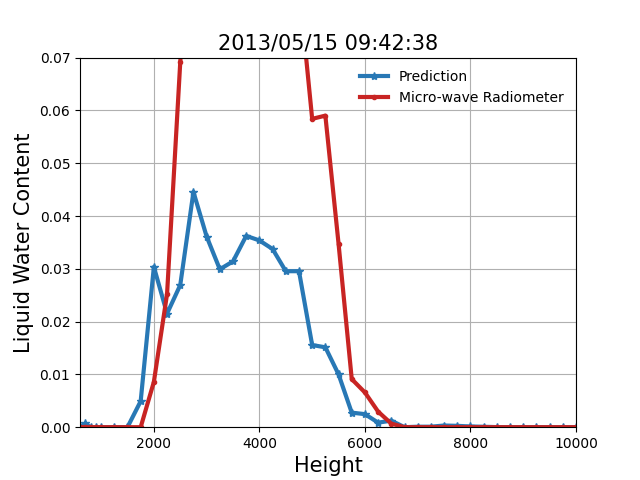 2013/05/15 09:42:38
Prediction
Micro-wave Radiometer
Liquid Water Content
0.07
0.06
0.05
0.04
0.03
0.02
0.01
0.00
2000 4000 6000 8000 10000
Height